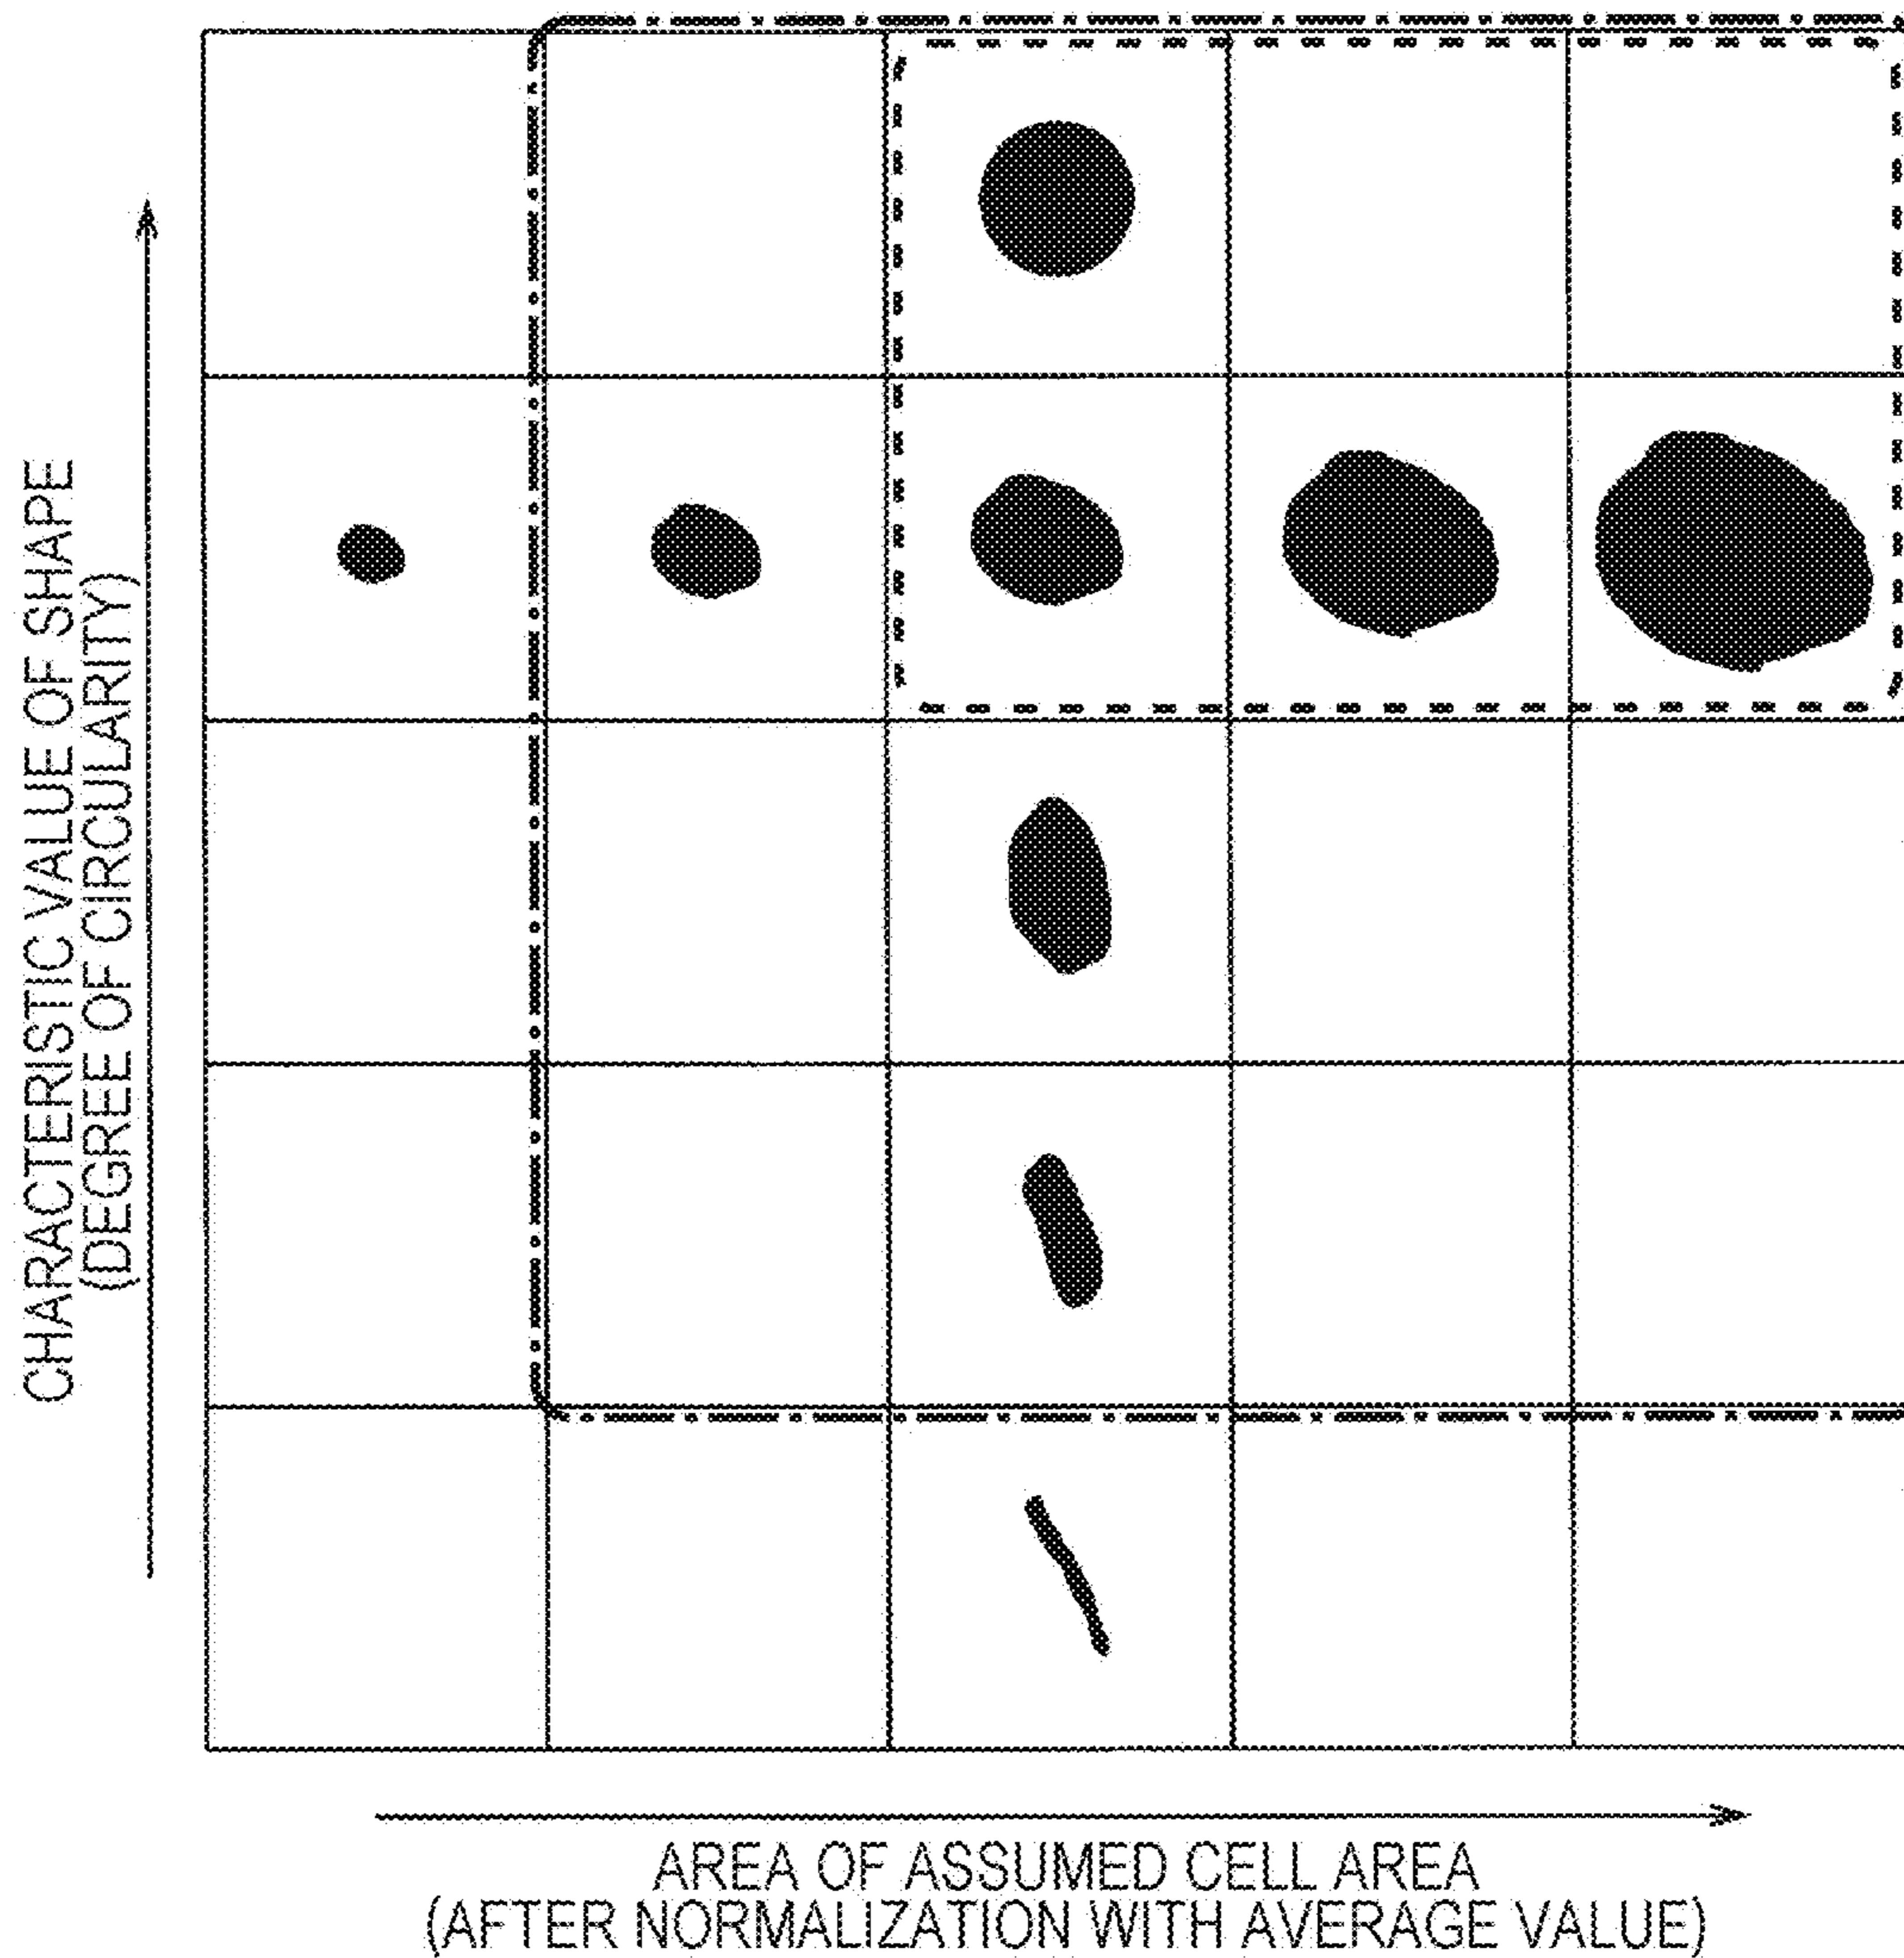 CHARACTERISTIC VALUE OF SHAPE
(DEGREE OF CIRCULARITY)
AREA OF ASSUMED CELL AREA
(AFTER NORMALIZATION WITH AVERAGE VALUE)